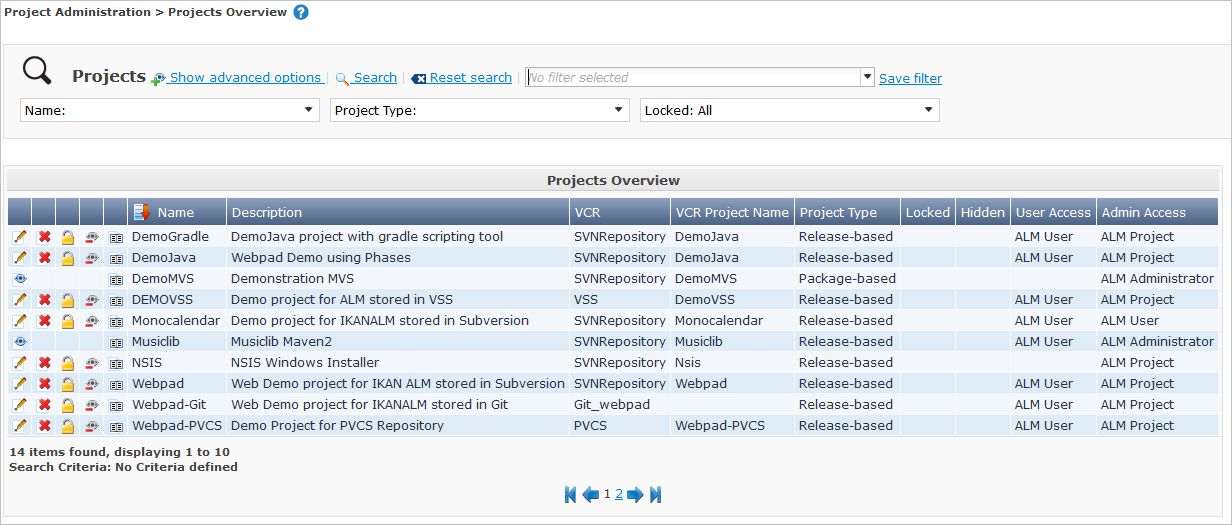 Project Administration > Projects Overview ?
Projects Show advanced options | Search | Reset search | No filter selected Save filter
Name: Project Type: Locked: All
Projects Overview
Name Description VCR VCR Project Name Project Type Locked Hidden User Access Admin Access
DemoGradle DemoJava project with gradle scripting tool SVNRepository DemoJava Release-based ALM User ALM Project
DemoJava Webpad Demo using Phases SVNRepository DemoJava Release-based ALM User ALM Project
DemoMVS Demonstration MVS SVNRepository DemoMVS Package-based ALM Administrator
DEMOVSS Demo project for ALM stored in VSS VSS DemoVSS Release-based ALM User ALM Project
Monocalendar Demo project for IKANALM stored in Subversion SVNRepository Monocalendar Release-based ALM User ALM User
Musiclib Musiclib Maven2 SVNRepository Musiclib Release-based ALM User ALM Administrator
NSIS NSIS Windows Installer SVNRepository Nsis Release-based ALM Project
Webpad Web Demo project for IKAN ALM stored in Subversion SVNRepository Webpad Release-based ALM User ALM Project
Webpad-Git Web Demo project for IKANALM stored in Git Git_webpad Release-based ALM User ALM Project
Webpad-PVCS Demo Project for PVCS Repository PVCS Webpad-PVCS Release-based ALM User ALM Project
14 items found, displaying 1 to 10
Search Criteria: No Criteria defined
1 2